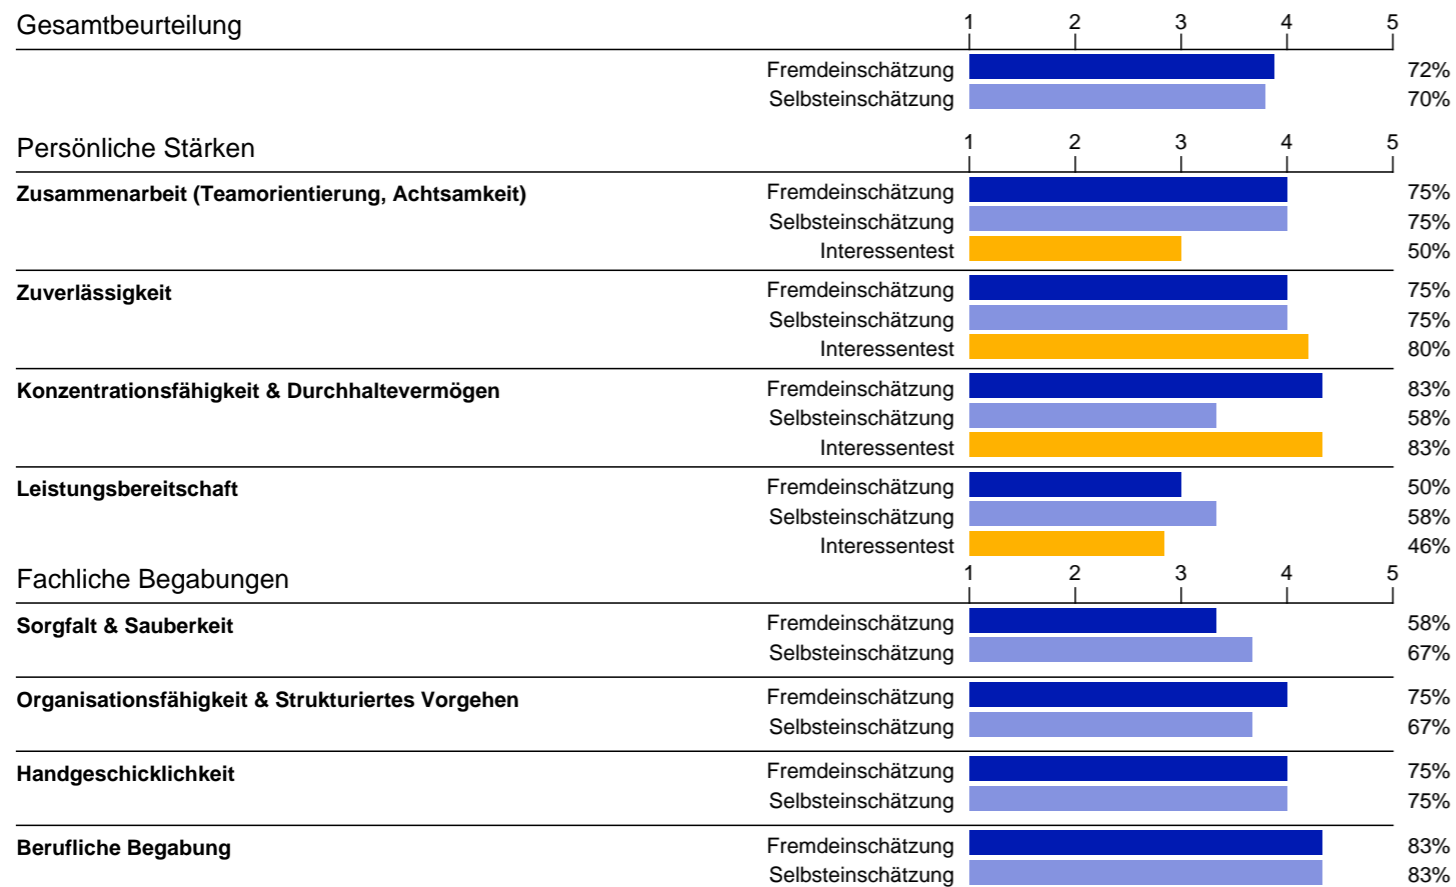 Gesamtbeurteilung 1 2 3 4 5
Fremdeinschätzung 72%
Selbsteinschätzung 70%
Persönliche Stärken 1 2 3 4 5
Zusammenarbeit (Teamorientierung, Achtsamkeit) Fremdeinschätzung 75%
Selbsteinschätzung 75%
Interessentest 50%
Zuverlässigkeit Fremdeinschätzung 75%
Selbsteinschätzung 75%
Interessentest 80%
Konzentrationsfähigkeit & Durchhaltevermögen Fremdeinschätzung 83%
Selbsteinschätzung 58%
Interessentest 83%
Leistungsbereitschaft Fremdeinschätzung 50%
Selbsteinschätzung 58%
Interessentest 46%
Fachliche Begabungen 1 2 3 4 5
Sorgfalt & Sauberkeit Fremdeinschätzung 58%
Selbsteinschätzung 67%
Organisationsfähigkeit & Strukturiertes Vorgehen Fremdeinschätzung 75%
Selbsteinschätzung 67%
Handgeschicklichkeit Fremdeinschätzung 75%
Selbsteinschätzung 75%
Berufliche Begabung Fremdeinschätzung 83%
Selbsteinschätzung 83%